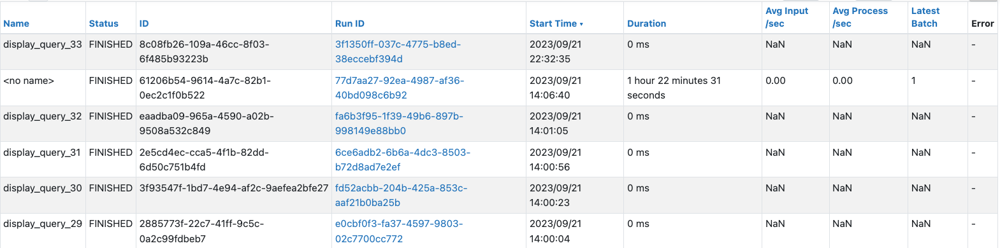 Name Status ID Run ID Start Time ▾ Duration Avg Input /sec Avg Process /sec Latest Batch Error
display_query_33 FINISHED 8c08fb26-109a-46cc-8f03- 3f1350ff-037c-4775-b8ed- 2023/09/21 0 ms NaN NaN NaN -
6f485b93223b 38eccebf394d 22:32:35
<no name> FINISHED 61206b54-9614-4a7c-82b1- 77d7aa27-92ea-4987-af36- 2023/09/21 1 hour 22 minutes 31 0.00 0.00 1 -
0ec2c1f0b522 40bd098c6b92 14:06:40 seconds
display_query_32 FINISHED eaadba09-965a-4590-a02b- fa6b3f95-1f39-49b6-897b- 2023/09/21 0 ms NaN NaN NaN -
9508a532c849 998149e88bb0 14:01:05
display_query_31 FINISHED 2e5cd4ec-cca5-4f1b-82dd- 6ce6adb2-6b6a-4dc3-8503- 2023/09/21 0 ms NaN NaN NaN -
6d50c751b4fd b72d8ad7e2ef 14:00:56
display_query_30 FINISHED 3f93547f-1bd7-4e94-af2c-9aefea2bfe27 fd52acbb-204b-425a-853c- 2023/09/21 0 ms NaN NaN NaN -
aaf21b0ba25b 14:00:23
display_query_29 FINISHED 2885773f-22c7-41ff-9c5c- e0cbf0f3-fa37-4597-9803- 2023/09/21 0 ms NaN NaN NaN -
0a2c99fdbeb7 02c7700cc772 14:00:04